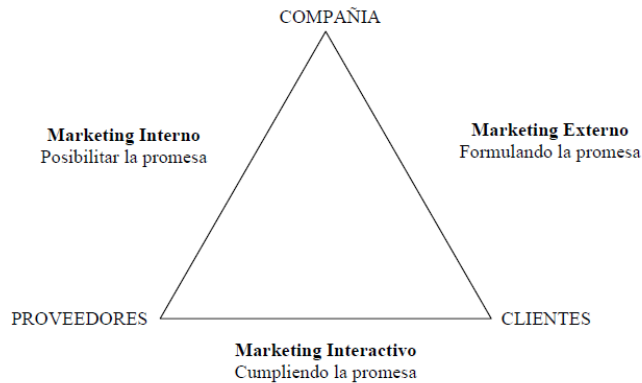 COMPAÑIA
Marketing Interno
Posibilitar la promesa
Marketing Externo
Formulando la promesa
PROVEEDORES
CLIENTES
Marketing Interactivo
Cumpliendo la promesa